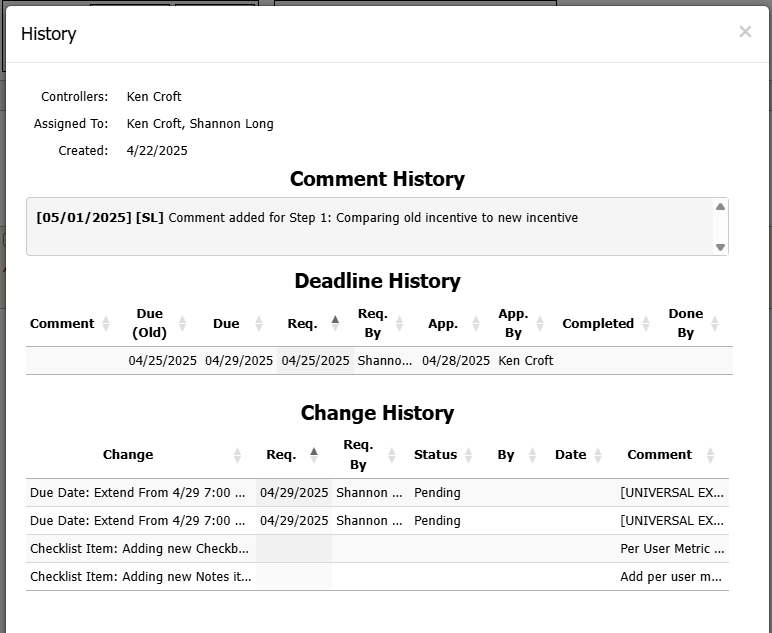 History
×
Controllers: Ken Croft
Assigned To: Ken Croft, Shannon Long
Created: 4/22/2025
Comment History
[05/01/2025] [SL] Comment added for Step 1: Comparing old incentive to new incentive
Deadline History
Comment Due (Old) Due Req. Req. By App. App. By Completed Done By
04/25/2025 04/29/2025 04/25/2025 Shanno... 04/28/2025 Ken Croft
Change History
Change Req. Req. By Status By Date Comment
Due Date: Extend From 4/29 7:00 ... 04/29/2025 Shannon ... Pending [UNIVERSAL EX...
Due Date: Extend From 4/29 7:00 ... 04/29/2025 Shannon ... Pending [UNIVERSAL EX...
Checklist Item: Adding new Checkb... Per User Metric ...
Checklist Item: Adding new Notes it... Add per user m...